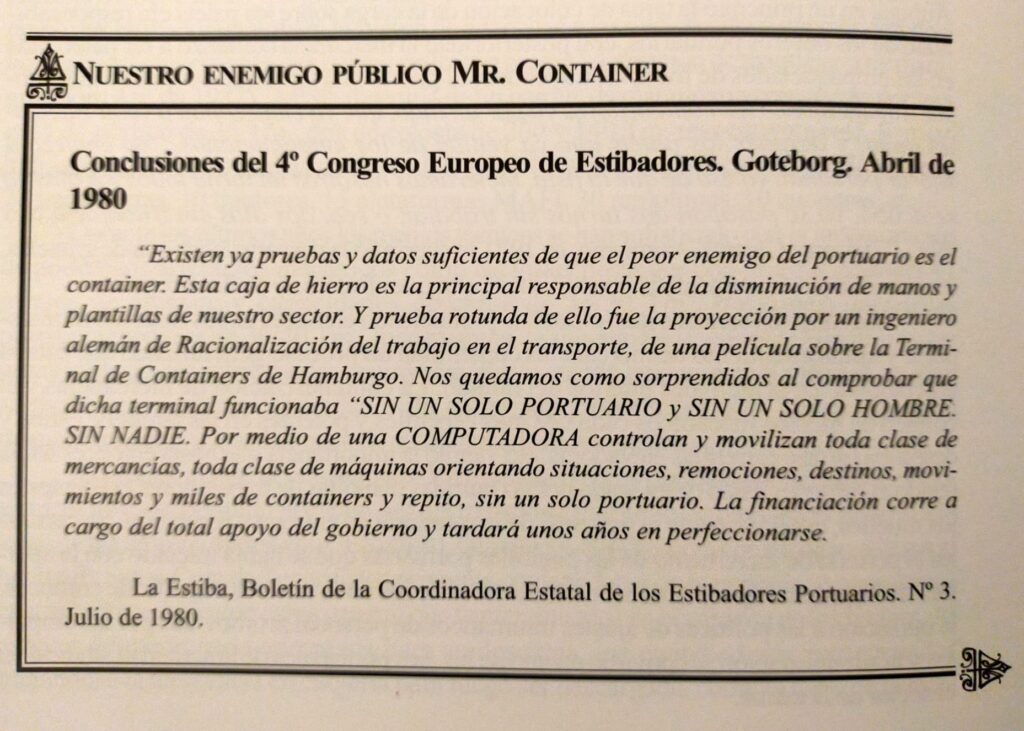 NUESTRO ENEMIGO PÚBLICO MR. CONTAINER
Conclusiones del 4º Congreso Europeo de Estibadores. Goteborg. Abril de
1980
“Existen ya pruebas y datos suficientes de que el peor enemigo del portuario es el
container. Esta caja de hierro es la principal responsable de la disminución de manos y
plantillas de nuestro sector. Y prueba rotunda de ello fue la proyección por un ingeniero
alemán de Racionalización del trabajo en el transporte, de una película sobre la Termi-
nal de Containers de Hamburgo. Nos quedamos como sorprendidos al comprobar que
dicha terminal funcionaba “SIN UN SOLO PORTUARIO y SIN UN SOLO HOMBRE.
SIN NADIE. Por medio de una COMPUTADORA controlan y movilizan toda clase de
mercancías, toda clase de máquinas orientando situaciones, remociones, destinos, movi-
mientos y miles de containers y repito, sin un solo portuario. La financiación corre a
cargo del total apoyo del gobierno y tardará unos años en perfeccionarse.
La Estiba, Boletín de la Coordinadora Estatal de los Estibadores Portuarios. Nº 3.
Julio de 1980.